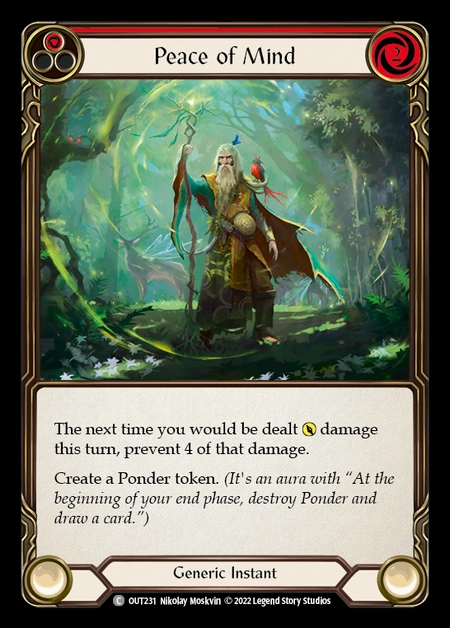 2
Peace of Mind
The next time you would be dealt damage
this turn, prevent 4 of that damage.
Create a Ponder token. (It's an aura with “At the
beginning of your end phase, destroy Ponder and
draw a card.”)
Generic Instant
C OUT231 Nikolay Moskvin © 2022 Legend Story Studios